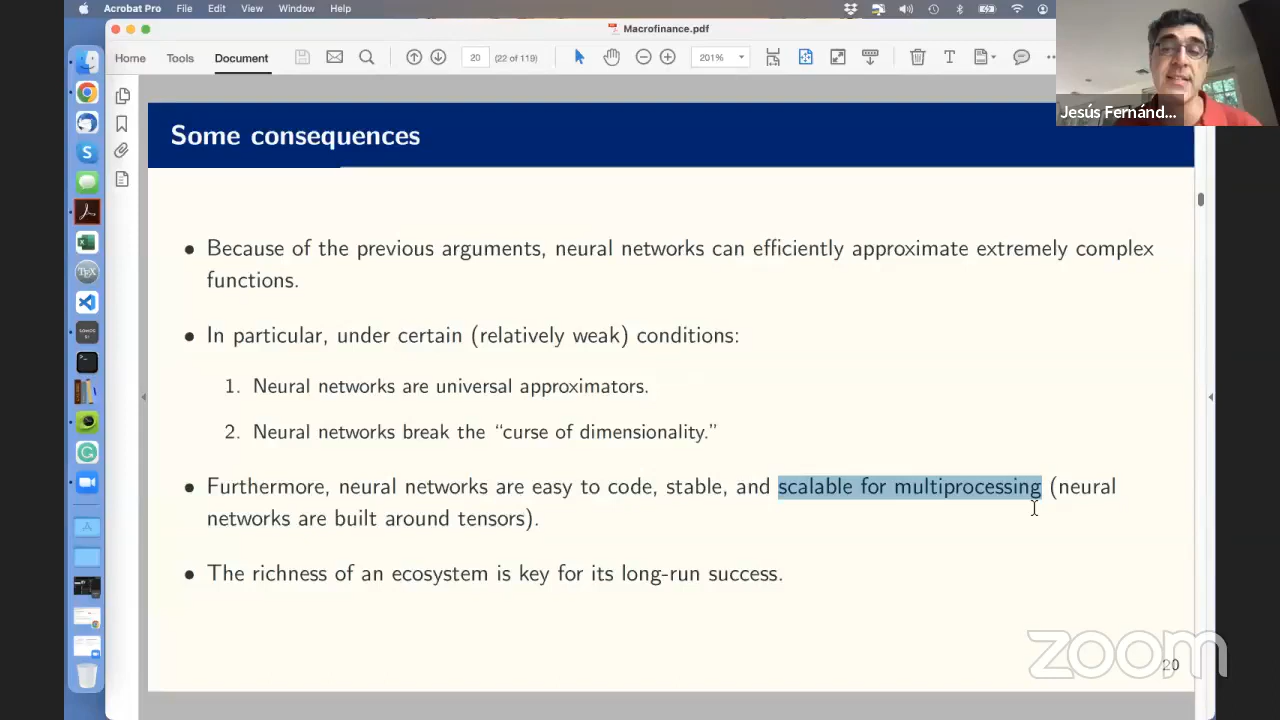 Acrobat Pro File Edit View Window Help
Macrofinance.pdf
Home Tools Document 20 (22 of 119) 201%
Jesús Fernánd...
Some consequences
• Because of the previous arguments, neural networks can efficiently approximate extremely complex
functions.
• In particular, under certain (relatively weak) conditions:
1. Neural networks are universal approximators.
2. Neural networks break the “curse of dimensionality.”
• Furthermore, neural networks are easy to code, stable, and scalable for multiprocessing (neural
networks are built around tensors).
• The richness of an ecosystem is key for its long-run success.
zoom
20